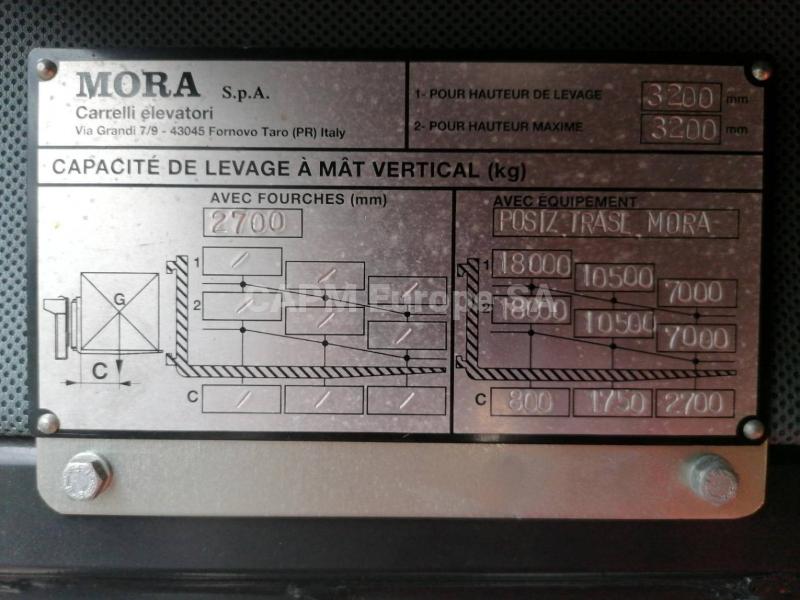 MORA S.p.A.
Carrelli elevatori
Via Grandi 7/9 - 43045 Fornovo Taro (PR) Italy
1- POUR HAUTEUR DE LEVAGE 3200 mm
2- POUR HAUTEUR MAXIME 3200 mm
CAPACITÉ DE LEVAGE À MÂT VERTICAL (kg)
AVEC FOURCHES (mm)
2700
1 / / /
2 / / /
G
C
C / / /
AVEC ÉQUIPEMENT
POSIZ.TRASL.MORA
1 18000 10500 7000
2 18000 10500 7000
C 800 1750 2700
CAPM Europe SA